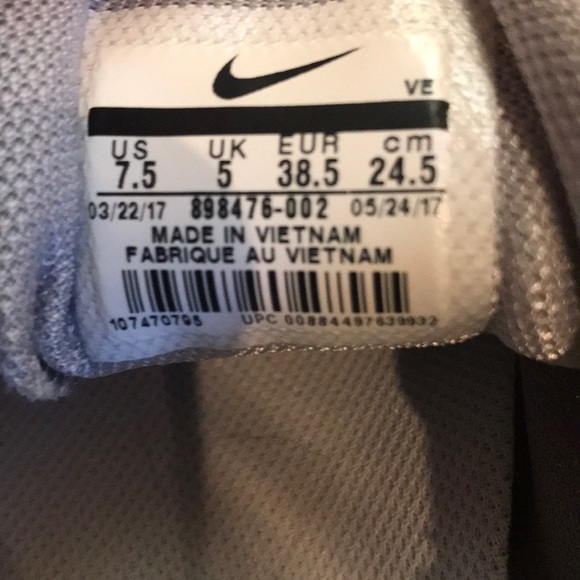 VE
US UK EUR cm
7.5 5 38.5 24.5
03/22/17 898476-002 05/24/17
MADE IN VIETNAM
FABRIQUE AU VIETNAM
107470795 UPC 00884497639932